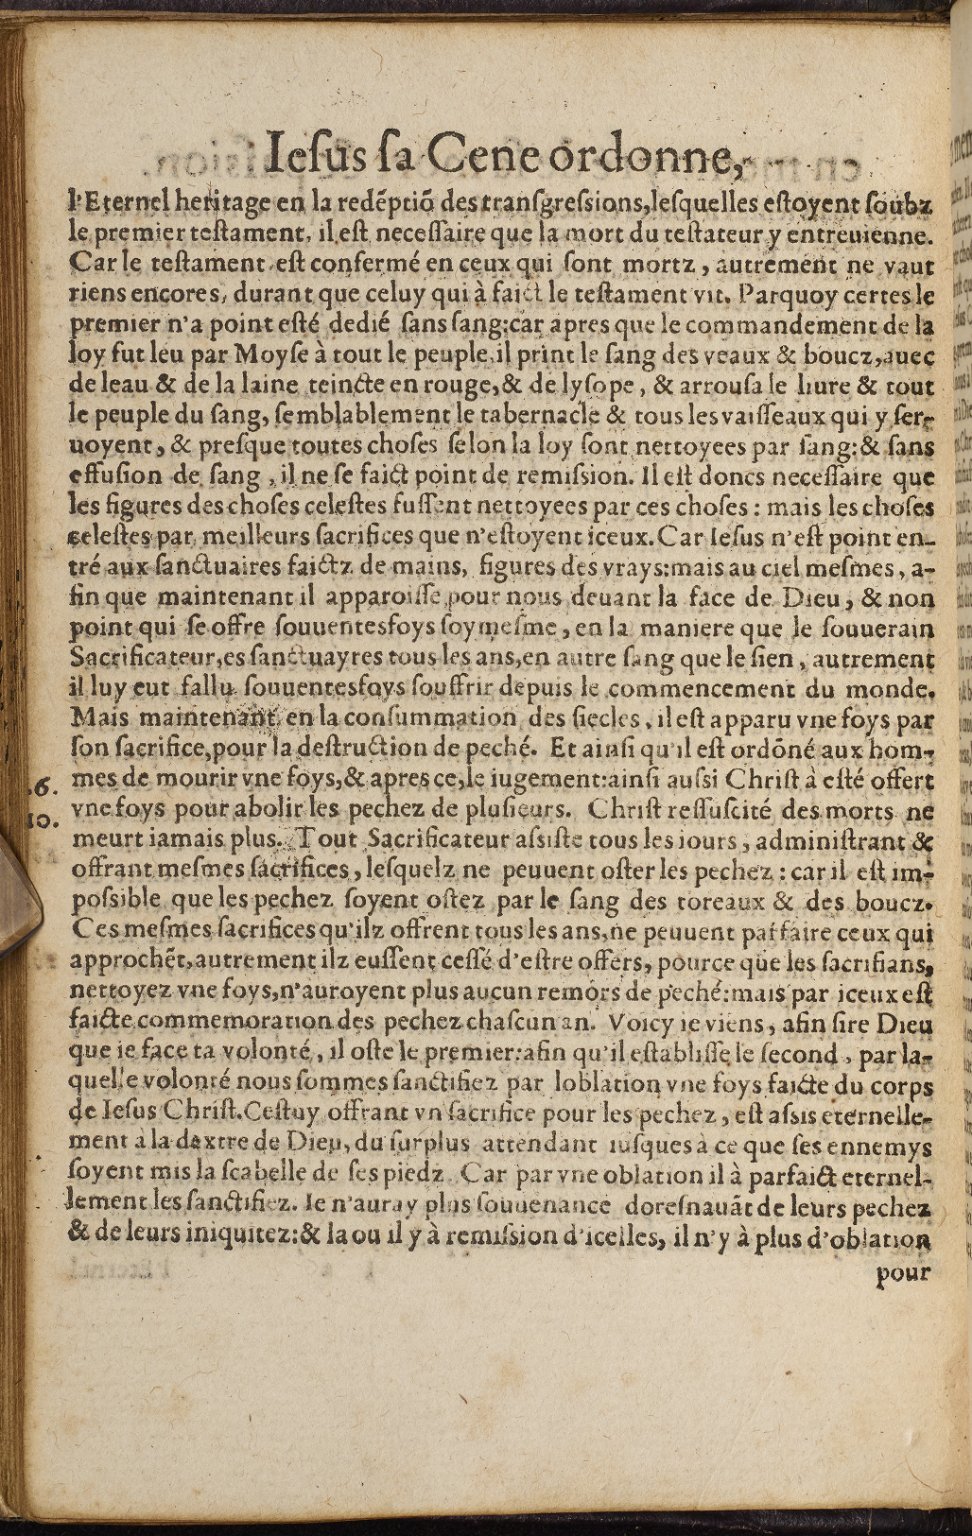 Ieſus ſa Cene ordonne,
l'Eternel heritage en la redẽptiõ des tranſgreſsions,leſquelles eſtoyent ſoubz
le premier teſtament, il eſt neceſſaire que la mort du teſtateur y entreuienne.
Car le teſtament eſt confermé en ceux qui ſont mortz, autrement ne vaut
riens encores, durant que celuy qui à faict le teſtament vit. Parquoy certes le
premier n'a point eſté dedié ſans ſang:car apres que le commandement de la
loy fut leu par Moyſe à tout le peuple,il print le ſang des veaux & boucz,auec
de leau & de la laine teincte en rouge,& de lyſope, & arrouſa le liure & tout
le peuple du ſang, ſemblablement le tabernacle & tous les vaiſſeaux qui y ſer-
uoyent, & preſque toutes choſes ſelon la loy ſont nettoyees par ſang:& ſans
effuſion de ſang, il ne ſe faict point de remiſsion. Il eſt doncs neceſſaire que
les figures des choſes celeſtes fuſſent nettoyees par ces choſes: mais les choſes
celeſtes par meilleurs ſacrifices que n'eſtoyent iceux. Car Ieſus n'eſt point en-
tré aux ſanctuaires faictz de mains, figures des vrays:mais au ciel meſmes, a-
fin que maintenant il apparoiſſe pour nous deuant la face de Dieu, & non
point qui ſe offre ſouuentesfoys ſoymeſme, en la maniere que le ſouuerain
Sacrificateur,es ſanctuayres tous les ans,en autre ſang que le ſien, autrement
il luy eut fallu ſouuentesfoys ſouffrir depuis le commencement du monde.
Mais maintenant en la conſummation des ſiecles, il eſt apparu vne foys par
ſon ſacrifice,pour la deſtruction de peché. Et ainſi qu'il eſt ordõné aux hom-
mes de mourir vne foys,& apres ce,le iugement:ainſi auſsi Chriſt à eſté offert
6.
vne foys pour abolir les pechez de pluſieurs. Chriſt reſſuſcité des morts ne
10.
meurt iamais plus. Tout Sacrificateur aſsiſte tous les iours, adminiſtrant &
offrant meſmes ſacrifices, leſquelz ne peuuent oſter les pechez: car il eſt im-
poſsible que les pechez ſoyent oſtez par le ſang des toreaux & des boucz.
Ces meſmes ſacrifices qu'ilz offrent tous les ans,ne peuuent parfaire ceux qui
approchẽt,autrement ilz euſſent ceſſé d'eſtre offers, pource que les ſacrifians,
nettoyez vne foys,n'auroyent plus aucun remors de peché:mais par iceux eſt
faicte commemoration des pechez chaſcun an. Voicy ie viens, afin ſire Dieu
que ie face ta volonté, il oſte le premier:afin qu'il eſtabliſſe le ſecond, par la-
quelle volonté nous ſommes ſanctifiez par loblation vne foys faicte du corps
de Ieſus Chriſt.Ceſtuy offrant vn ſacrifice pour les pechez, eſt aſsis eternelle-
ment à la dextre de Dieu, du ſurplus attendant iuſques à ce que ſes ennemys
ſoyent mis la ſcabelle de ſes piedz. Car par vne oblation il à parfaict eternel-
lement les ſanctifiez. Ie n'auray plus ſouuenance doreſnauãt de leurs pechez
& de leurs iniquitez:& la ou il y à remiſsion d'icelles, il n'y à plus d'oblation
pour